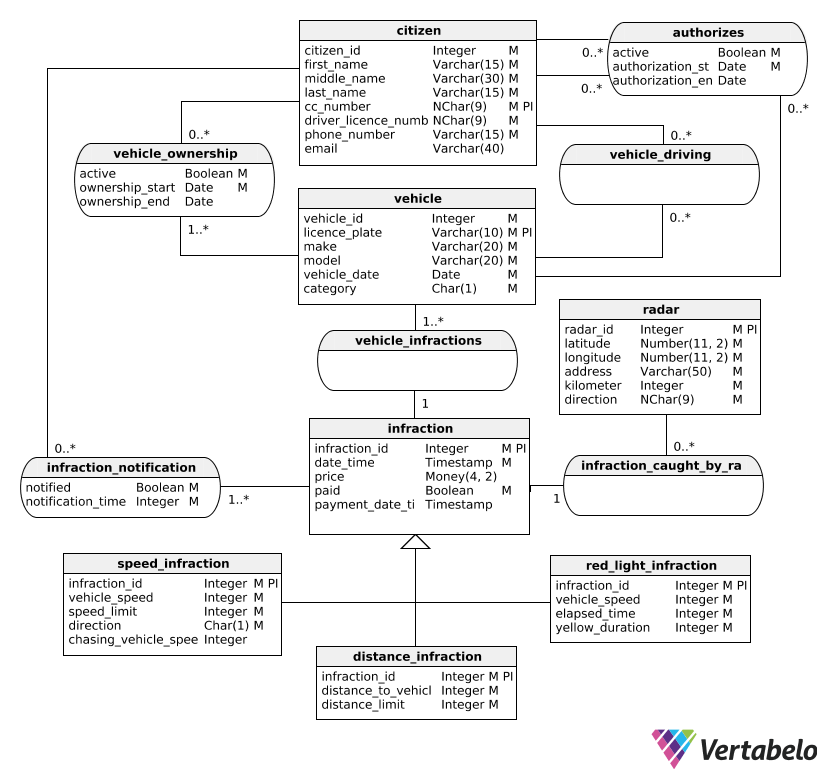 citizen
citizen_id Integer M
first_name Varchar(15) M
middle_name Varchar(30) M
last_name Varchar(15) M
cc_number NChar(9) M PI
driver_licence_numb NChar(9) M
phone_number Varchar(15) M
email Varchar(40)
0..*
0..*
authorizes
active Boolean M
authorization_st Date M
authorization_en Date
0..*
0..*
vehicle_ownership
active Boolean M
ownership_start Date M
ownership_end Date
1..*
0..*
vehicle_driving
0..*
vehicle
vehicle_id Integer M
licence_plate Varchar(10) M PI
make Varchar(20) M
model Varchar(20) M
vehicle_date Date M
category Char(1) M
1..*
vehicle_infractions
1
radar
radar_id Integer M PI
latitude Number(11, 2) M
longitude Number(11, 2) M
address Varchar(50) M
kilometer Integer M
direction NChar(9) M
0..*
infraction_caught_by_ra
1
infraction
infraction_id Integer M PI
date_time Timestamp M
price Money(4, 2)
paid Boolean M
payment_date_ti Timestamp
0..*
infraction_notification
notified Boolean M
notification_time Integer M
1..*
speed_infraction
infraction_id Integer M PI
vehicle_speed Integer M
speed_limit Integer M
direction Char(1) M
chasing_vehicle_spee Integer
red_light_infraction
infraction_id Integer M PI
vehicle_speed Integer M
elapsed_time Integer M
yellow_duration Integer M
distance_infraction
infraction_id Integer M PI
distance_to_vehicl Integer M
distance_limit Integer M
Vertabelo